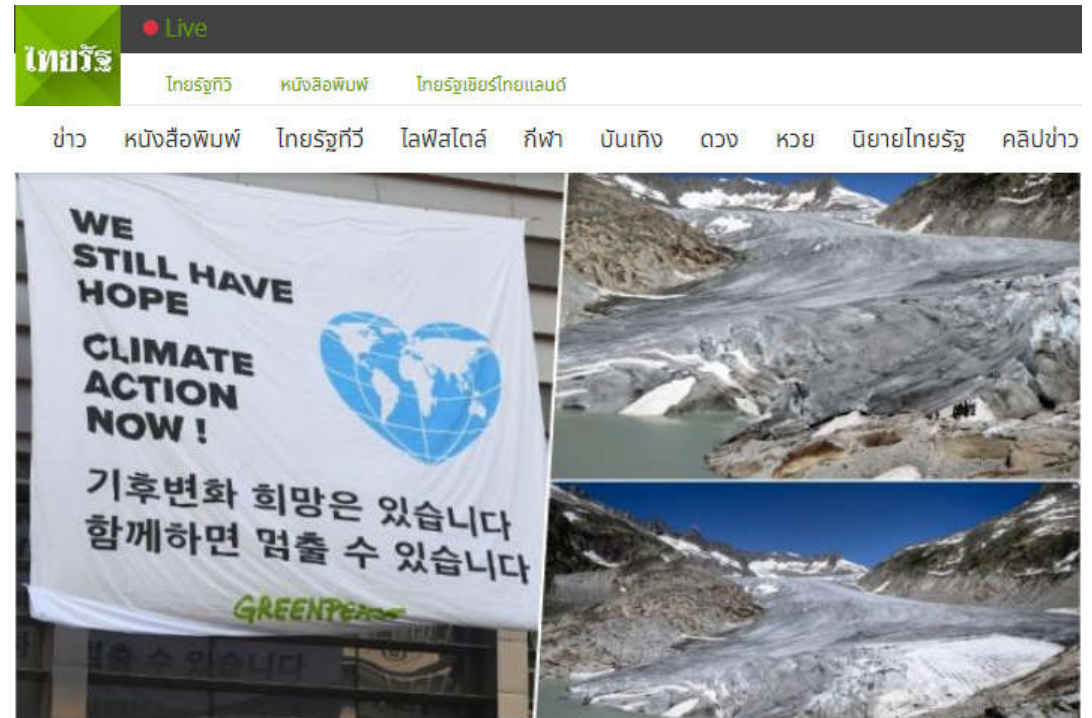 Live
ไทยรัฐ
ไทยรัฐทีวี หนังสือพิมพ์ ไทยรัฐเชียร์ไทยแลนด์
ข่าว หนังสือพิมพ์ ไทยรัฐทีวี ไลฟ์สไตล์ กีฬา บันเทิง ดวง หวย นิยายไทยรัฐ คลิปข่าว
WE
STILL HAVE
HOPE
CLIMATE
ACTION
NOW !
기후변화 희망은 있습니다
함께하면 멈출 수 있습니다
GREENPEACE